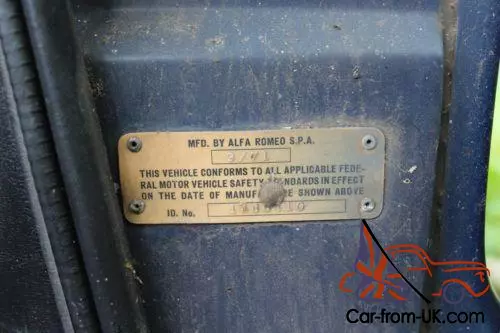 MFD. BY ALFA ROMEO S.P.A.
THIS VEHICLE CONFORMS TO ALL APPLICABLE FEDE-
RAL MOTOR VEHICLE SAFETY STANDARDS IN EFFECT
ON THE DATE OF MANUFACTURE SHOWN ABOVE
ID. No.
Car-from-UK.com